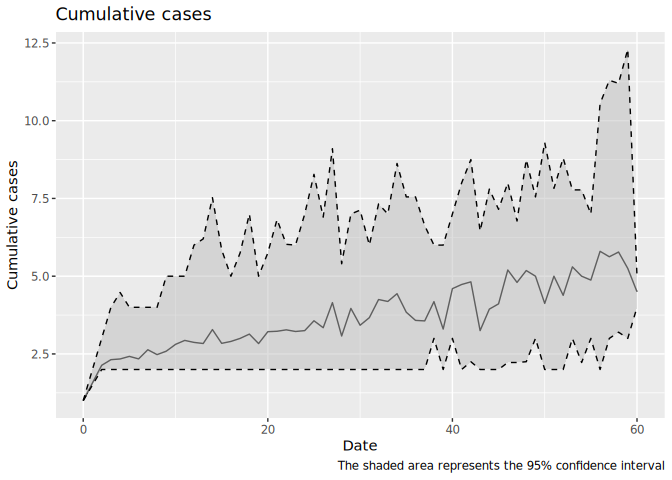 Cumulative cases
12.5
10.0
7.5
5.0
2.5
Cumulative cases
0
20
40
60
Date
The shaded area represents the 95% confidence interval